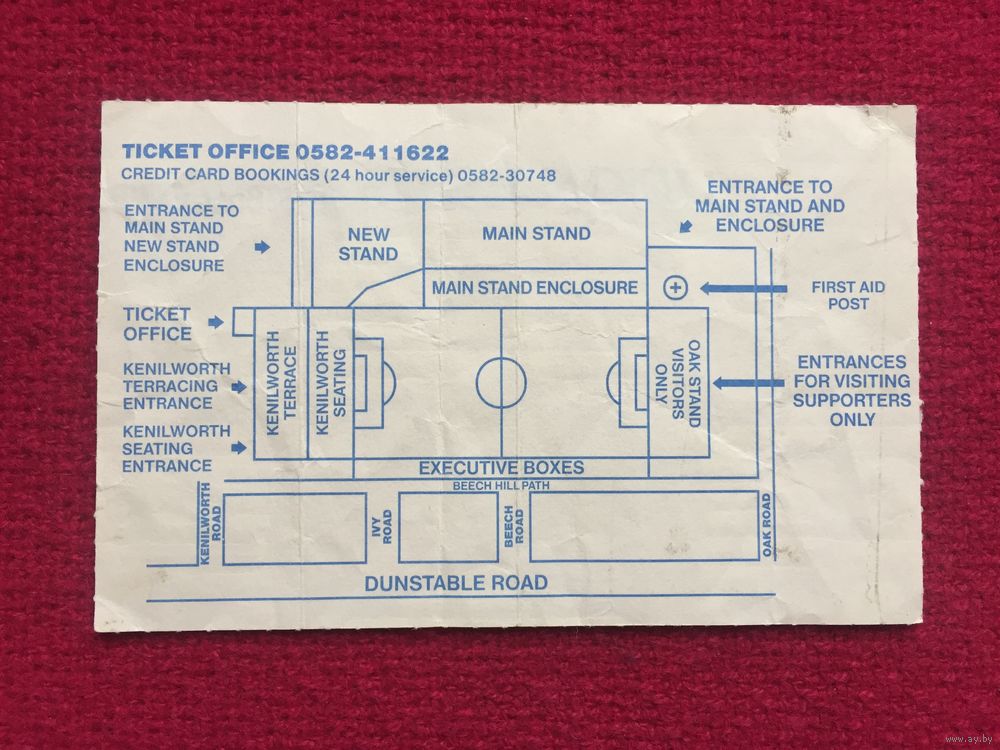 TICKET OFFICE 0582-411622
CREDIT CARD BOOKINGS (24 hour service) 0582-30748
ENTRANCE TO
MAIN STAND
NEW STAND
ENCLOSURE
ENTRANCE TO
MAIN STAND AND
ENCLOSURE
NEW
STAND
MAIN STAND
MAIN STAND ENCLOSURE
FIRST AID
POST
TICKET
OFFICE
KENILWORTH
TERRACING
ENTRANCE
KENILWORTH
SEATING
ENTRANCE
KENILWORTH
TERRACE
KENILWORTH
SEATING
OAK STAND
VISITORS
ONLY
ENTRANCES
FOR VISITING
SUPPORTERS
ONLY
EXECUTIVE BOXES
BEECH HILL PATH
KENILWORTH
ROAD
IVY
ROAD
BEECH
ROAD
OAK ROAD
DUNSTABLE ROAD
www.ay.by